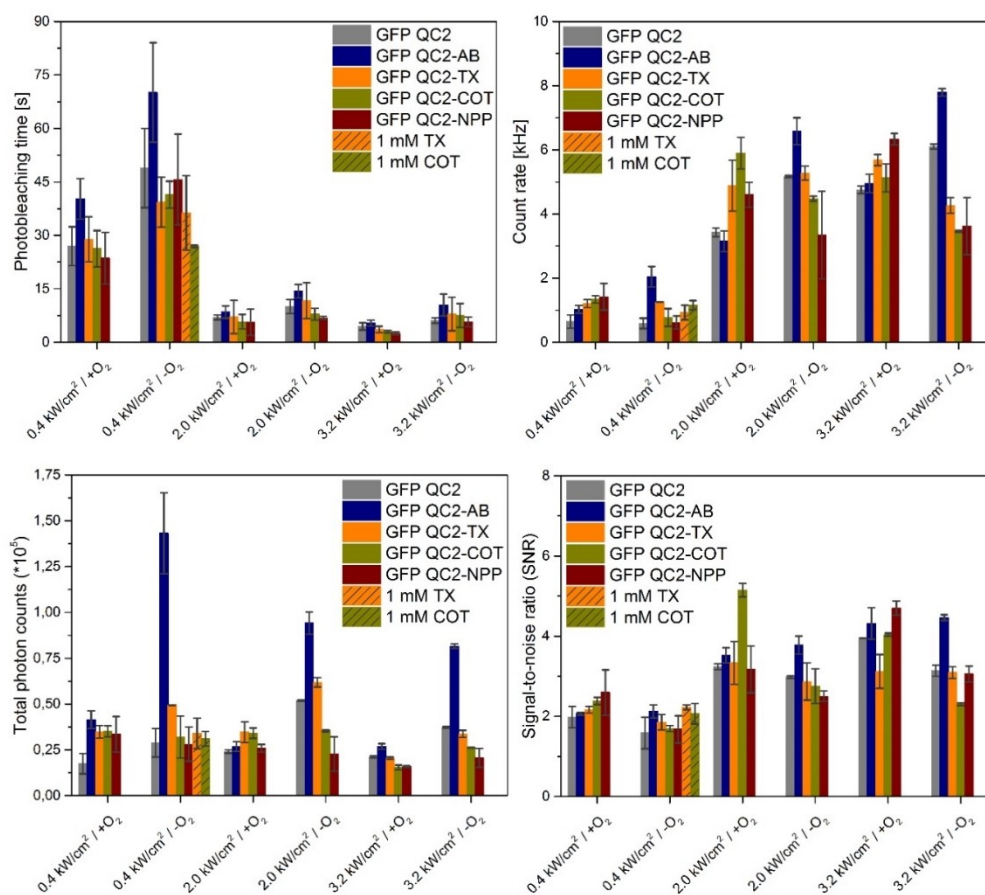 Photobleaching time [s]
90
75
60
45
30
15
0
GFP QC2
GFP QC2-AB
GFP QC2-TX
GFP QC2-COT
GFP QC2-NPP
1 mM TX
1 mM COT
0.4 kW/cm² / +O₂
0.4 kW/cm² / -O₂
2.0 kW/cm² / +O₂
2.0 kW/cm² / -O₂
3.2 kW/cm² / +O₂
3.2 kW/cm² / -O₂
Count rate [kHz]
10
8
6
4
2
0
GFP QC2
GFP QC2-AB
GFP QC2-TX
GFP QC2-COT
GFP QC2-NPP
1 mM TX
1 mM COT
0.4 kW/cm² / +O₂
0.4 kW/cm² / -O₂
2.0 kW/cm² / +O₂
2.0 kW/cm² / -O₂
3.2 kW/cm² / +O₂
3.2 kW/cm² / -O₂
Total photon counts (*10⁵)
1,75
1,50
1,25
1,00
0,75
0,50
0,25
0,00
GFP QC2
GFP QC2-AB
GFP QC2-TX
GFP QC2-COT
GFP QC2-NPP
1 mM TX
1 mM COT
0.4 kW/cm² / +O₂
0.4 kW/cm² / -O₂
2.0 kW/cm² / +O₂
2.0 kW/cm² / -O₂
3.2 kW/cm² / +O₂
3.2 kW/cm² / -O₂
Signal-to-noise ratio (SNR)
8
6
4
2
0
GFP QC2
GFP QC2-AB
GFP QC2-TX
GFP QC2-COT
GFP QC2-NPP
1 mM TX
1 mM COT
0.4 kW/cm² / +O₂
0.4 kW/cm² / -O₂
2.0 kW/cm² / +O₂
2.0 kW/cm² / -O₂
3.2 kW/cm² / +O₂
3.2 kW/cm² / -O₂